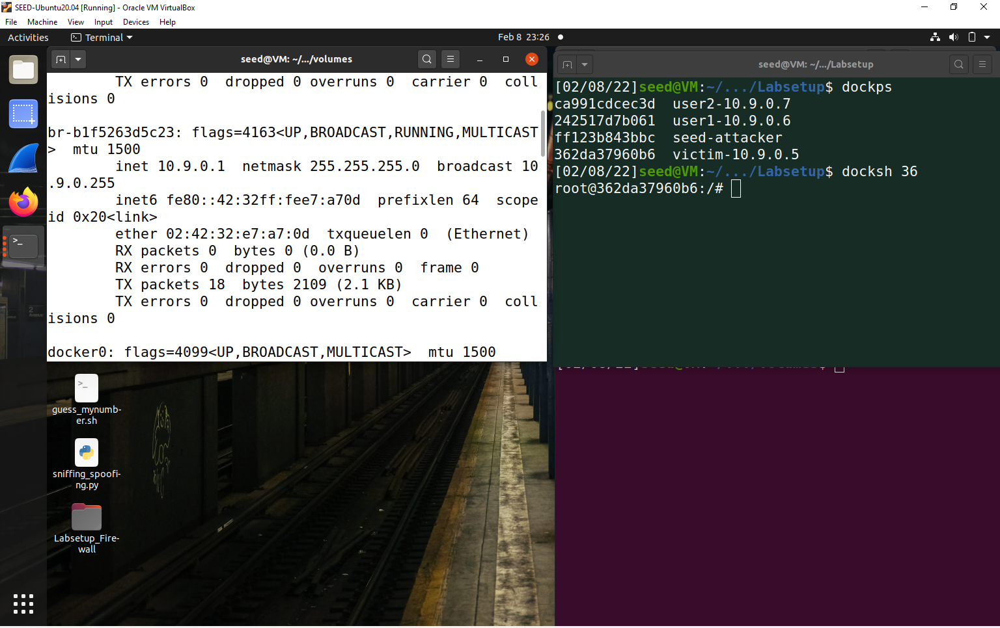 SEED-Ubuntu20.04 [Running] - Oracle VM VirtualBox
File Machine View Input Devices Help
Activities Terminal Feb 8 23:26
seed@VM: ~/.../volumes
TX errors 0 dropped 0 overruns 0 carrier 0 coll
isions 0
br-b1f5263d5c23: flags=4163<UP,BROADCAST,RUNNING,MULTICAST
> mtu 1500
inet 10.9.0.1 netmask 255.255.255.0 broadcast 10
.9.0.255
inet6 fe80::42:32ff:fee7:a70d prefixlen 64 scope
id 0x20<link>
ether 02:42:32:e7:a7:0d txqueuelen 0 (Ethernet)
RX packets 0 bytes 0 (0.0 B)
RX errors 0 dropped 0 overruns 0 frame 0
TX packets 18 bytes 2109 (2.1 KB)
TX errors 0 dropped 0 overruns 0 carrier 0 coll
isions 0
docker0: flags=4099<UP,BROADCAST,MULTICAST> mtu 1500
seed@VM: ~/.../Labsetup
[02/08/22]seed@VM:~/.../Labsetup$ dockps
ca991cdcec3d user2-10.9.0.7
242517d7b061 user1-10.9.0.6
ff123b843bbc seed-attacker
362da37960b6 victim-10.9.0.5
[02/08/22]seed@VM:~/.../Labsetup$ docksh 36
root@362da37960b6:/#
guess_mynumb-
er.sh
sniffing_spoofi-
ng.py
Labsetup_Fire-
wall